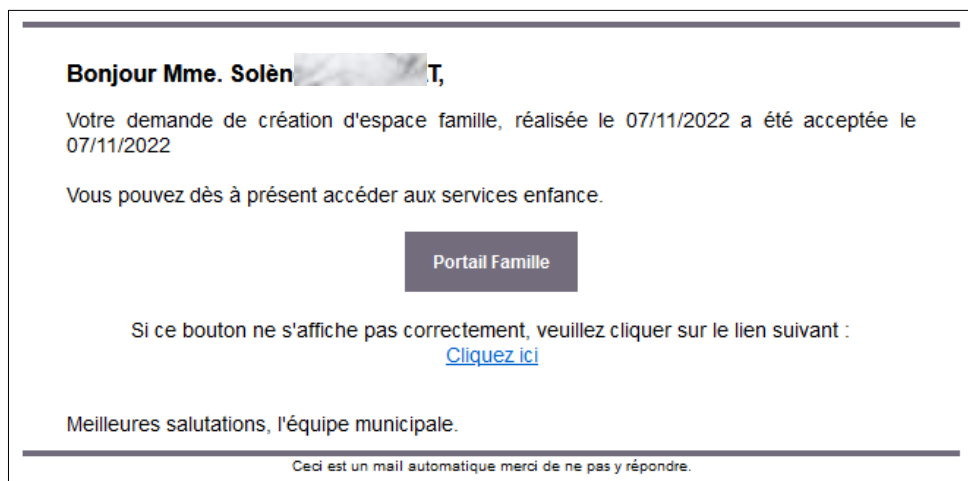 Bonjour Mme. Solèn T,
Votre demande de création d'espace famille, réalisée le 07/11/2022 a été acceptée le
07/11/2022
Vous pouvez dès à présent accéder aux services enfance.
Portail Famille
Si ce bouton ne s'affiche pas correctement, veuillez cliquer sur le lien suivant :
Cliquez ici
Meilleures salutations, l'équipe municipale.
Ceci est un mail automatique merci de ne pas y répondre.